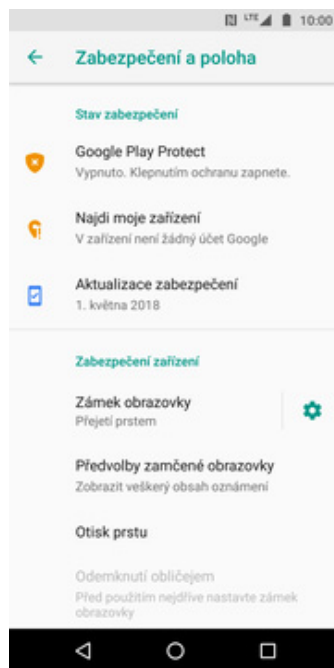 LTE 10:00
Zabezpečení a poloha
Stav zabezpečení
Google Play Protect
Vypnuto. Klepnutím ochranu zapnete.
Najdi moje zařízení
V zařízení není žádný účet Google
Aktualizace zabezpečení
1. května 2018
Zabezpečení zařízení
Zámek obrazovky
Přejetí prstem
Předvolby zamčené obrazovky
Zobrazit veškerý obsah oznámení
Otisk prstu
Odemknutí obličejem
Před použitím nejdříve nastavte zámek
obrazovky